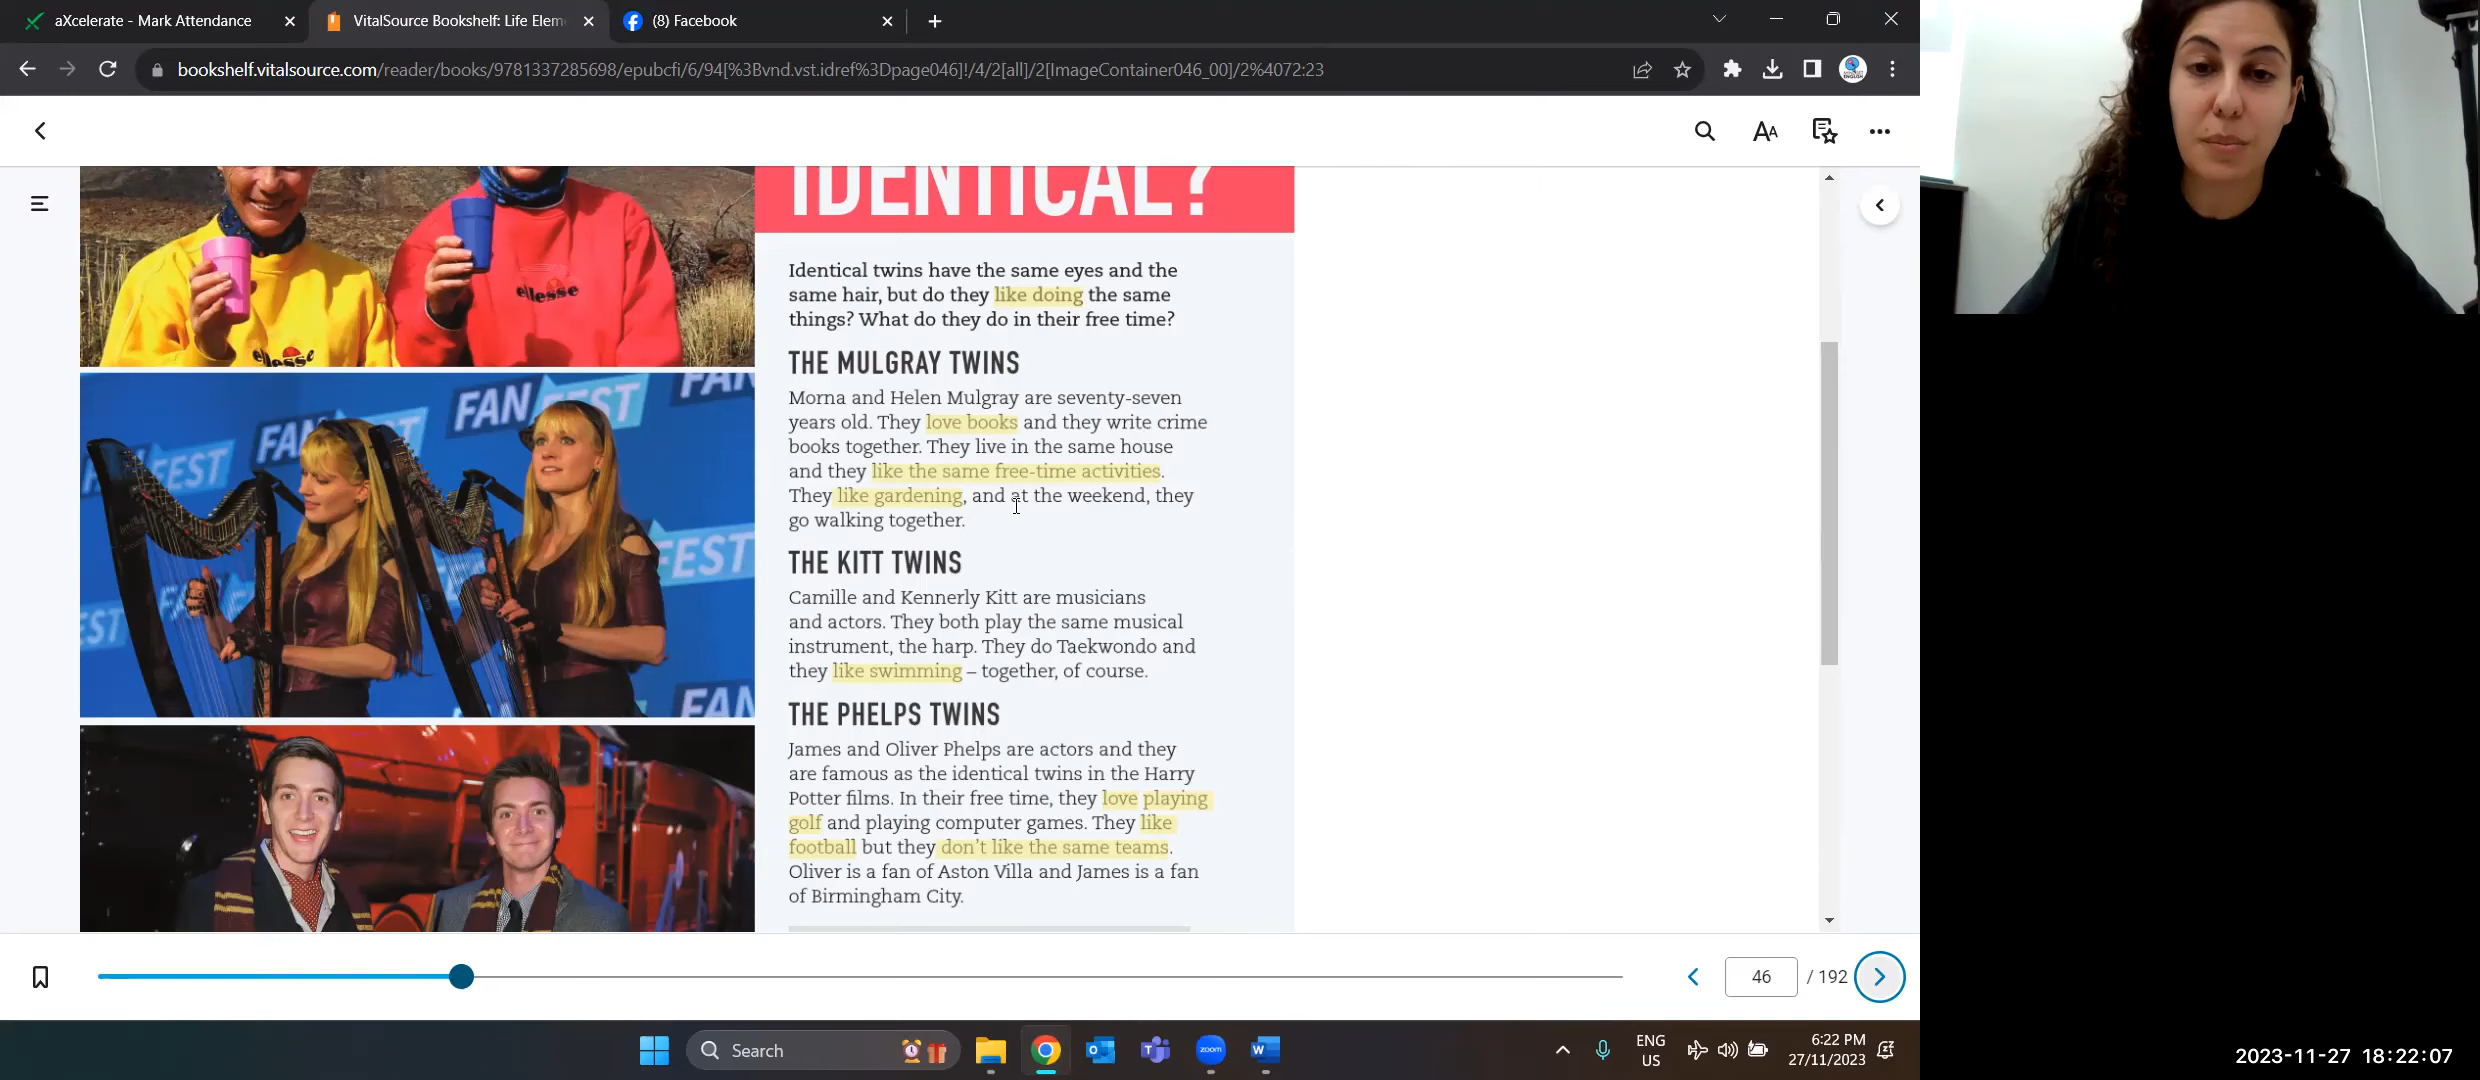 aXcelerate - Mark Attendance
VitalSource Bookshelf: Life Elem
(8) Facebook
bookshelf.vitalsource.com/reader/books/9781337285698/epubcfi/6/94[%3Bvnd.vst.idref%3Dpage046]!/4/2[all]/2[ImageContainer046_00]/2%4072:23
AA
IDENTICAL?
ellesse
ellesse
Identical twins have the same eyes and the
same hair, but do they like doing the same
things? What do they do in their free time?
THE MULGRAY TWINS
Morna and Helen Mulgray are seventy-seven
years old. They love books and they write crime
books together. They live in the same house
and they like the same free-time activities.
They like gardening, and at the weekend, they
go walking together.
FAN FEST
FAN
FAN
FEST
FEST
EST
FEST
FAN
THE KITT TWINS
Camille and Kennerly Kitt are musicians
and actors. They both play the same musical
instrument, the harp. They do Taekwondo and
they like swimming – together, of course.
THE PHELPS TWINS
James and Oliver Phelps are actors and they
are famous as the identical twins in the Harry
Potter films. In their free time, they love playing
golf and playing computer games. They like
football but they don't like the same teams.
Oliver is a fan of Aston Villa and James is a fan
of Birmingham City.
46 / 192
Search
zoom
ENG
US
6:22 PM
27/11/2023
2023-11-27 18:22:07